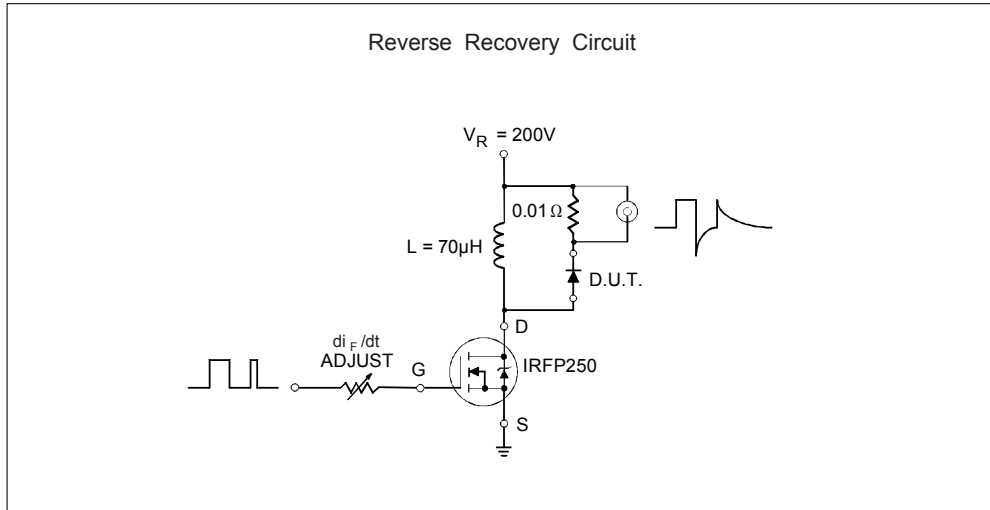 Reverse Recovery Circuit
V_R = 200V
0.01 Ω
L = 70µH
D.U.T.
D
di_F/dt
ADJUST
G
IRFP250
S